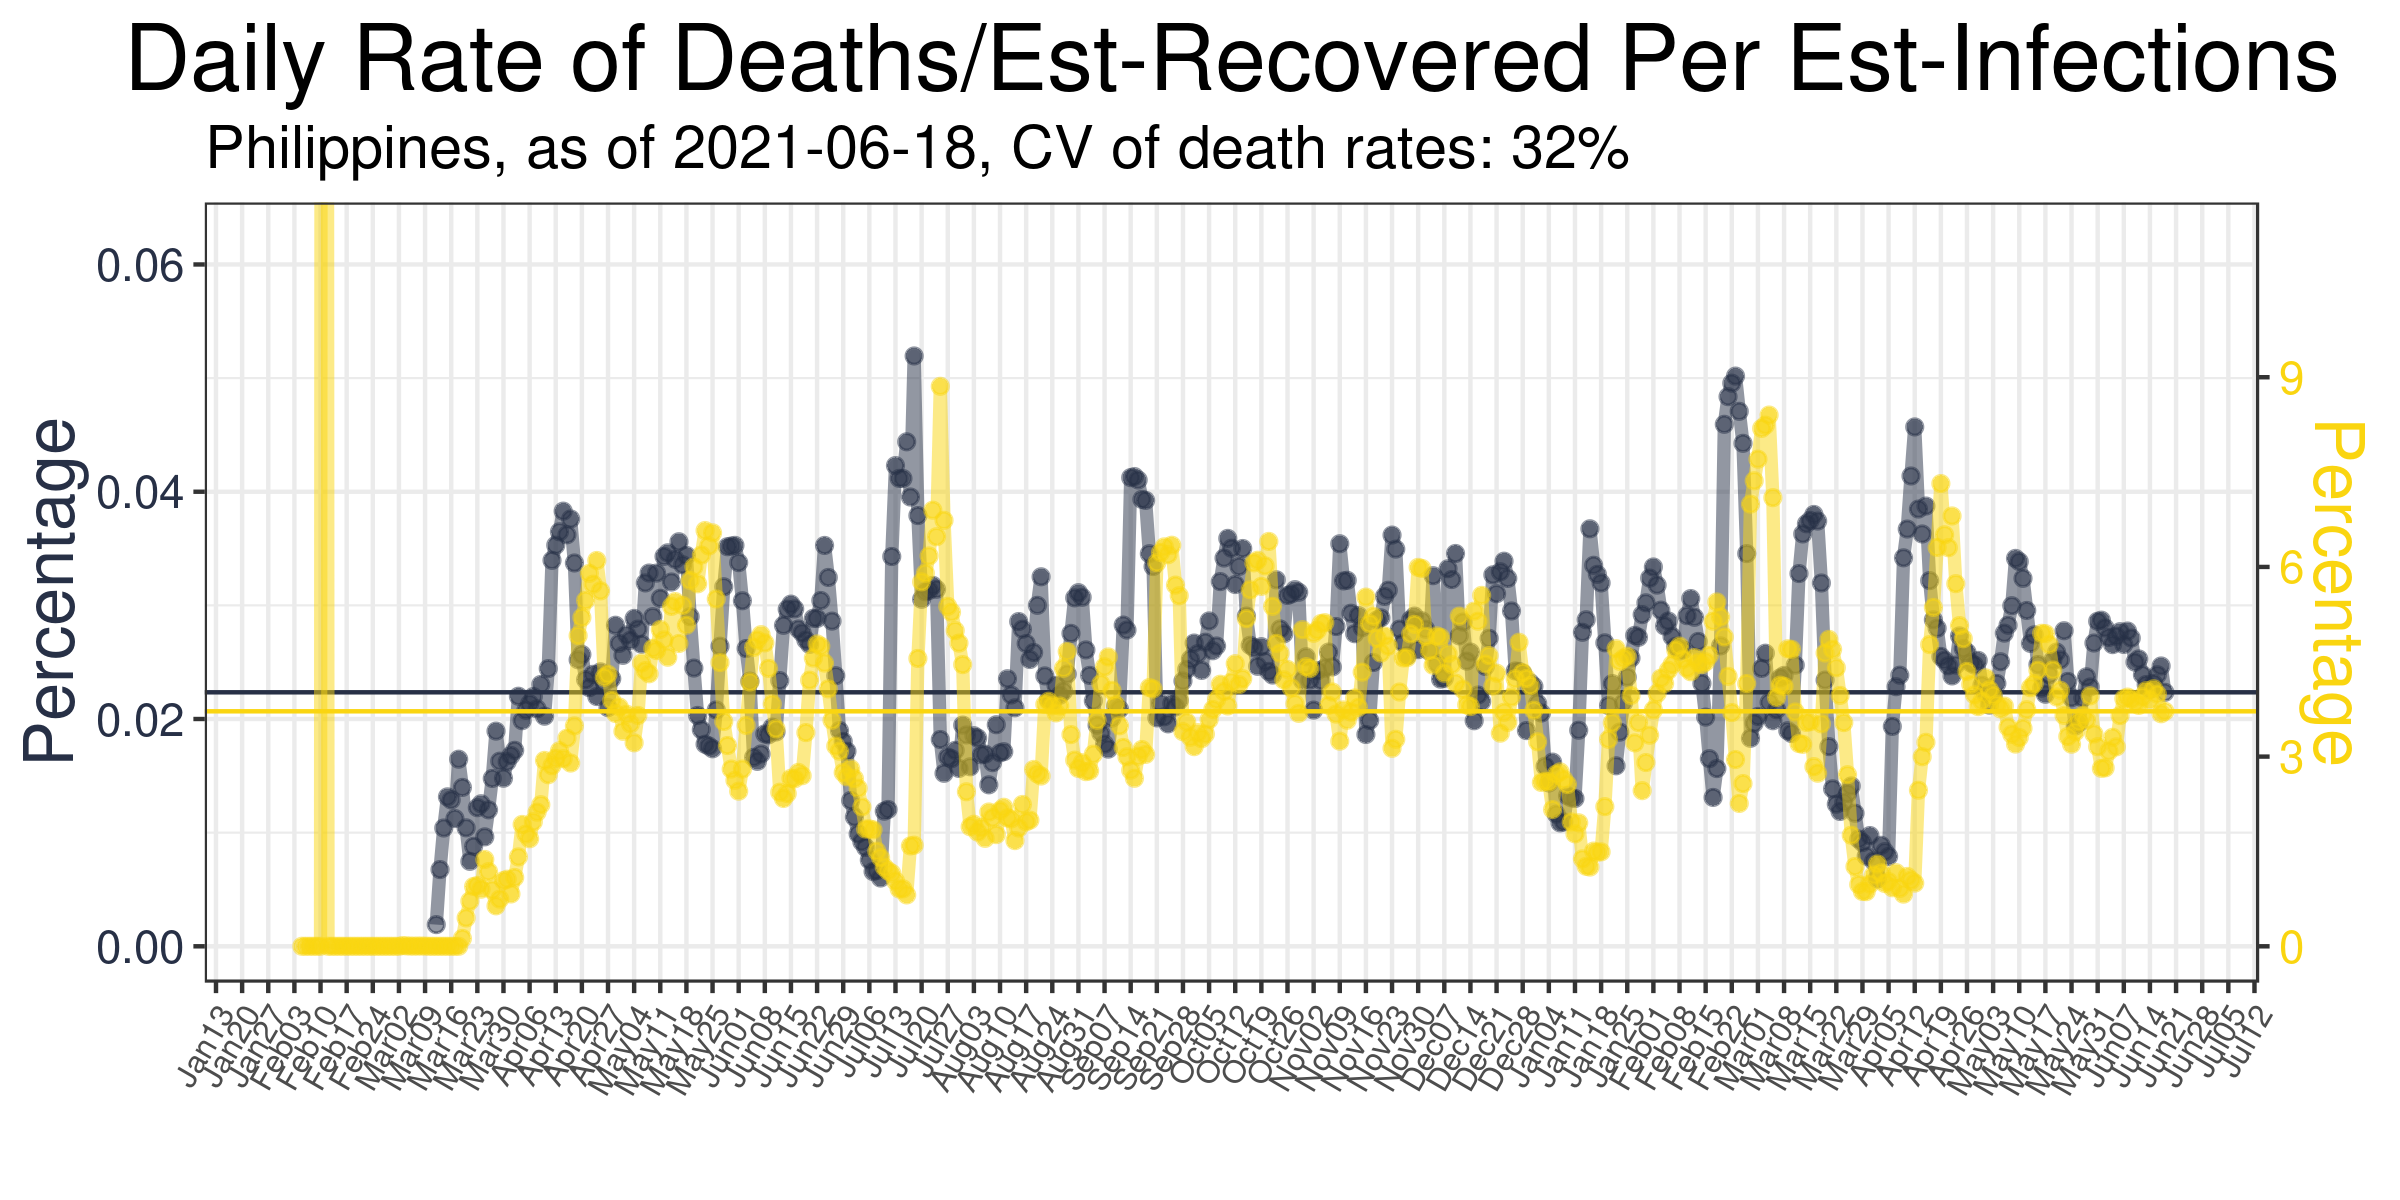 Daily Rate of Deaths/Est-Recovered Per Est-Infections
Philippines, as of 2021-06-18, CV of death rates: 32%
Percentage
0.06
0.04
0.02
0.00
9
6
3
0
Percentage
Jan13
Jan20
Jan27
Feb03
Feb10
Feb17
Feb24
Mar02
Mar09
Mar16
Mar23
Mar30
Apr06
Apr13
Apr20
Apr27
May04
May11
May18
May25
Jun01
Jun08
Jun15
Jun22
Jun29
Jul06
Jul13
Jul20
Jul27
Aug03
Aug10
Aug17
Aug24
Aug31
Sep07
Sep14
Sep21
Sep28
Oct05
Oct12
Oct19
Oct26
Nov02
Nov09
Nov16
Nov23
Nov30
Dec07
Dec14
Dec21
Dec28
Jan04
Jan11
Jan18
Jan25
Feb01
Feb08
Feb15
Feb22
Mar01
Mar08
Mar15
Mar22
Mar29
Apr05
Apr12
Apr19
Apr26
May03
May10
May17
May24
May31
Jun07
Jun14
Jun21
Jun28
Jul05
Jul12